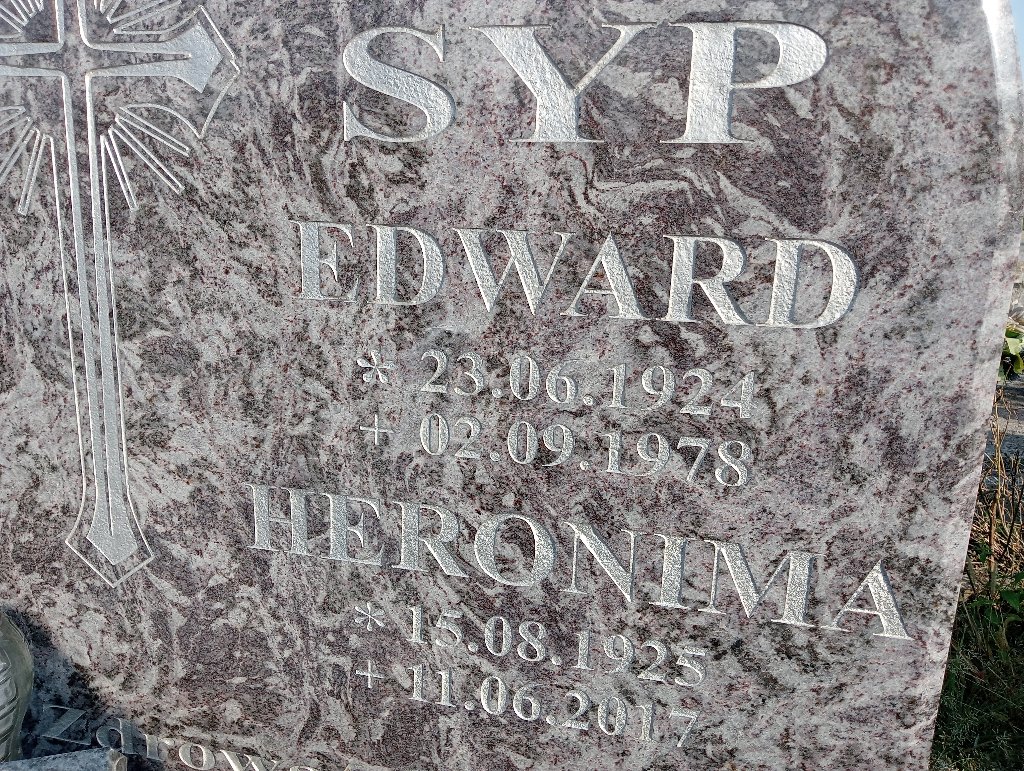 SYP
EDWARD
* 23.06.1924
+ 02.09.1978
HERONIMA
* 15.08.1925
+ 11.06.2017